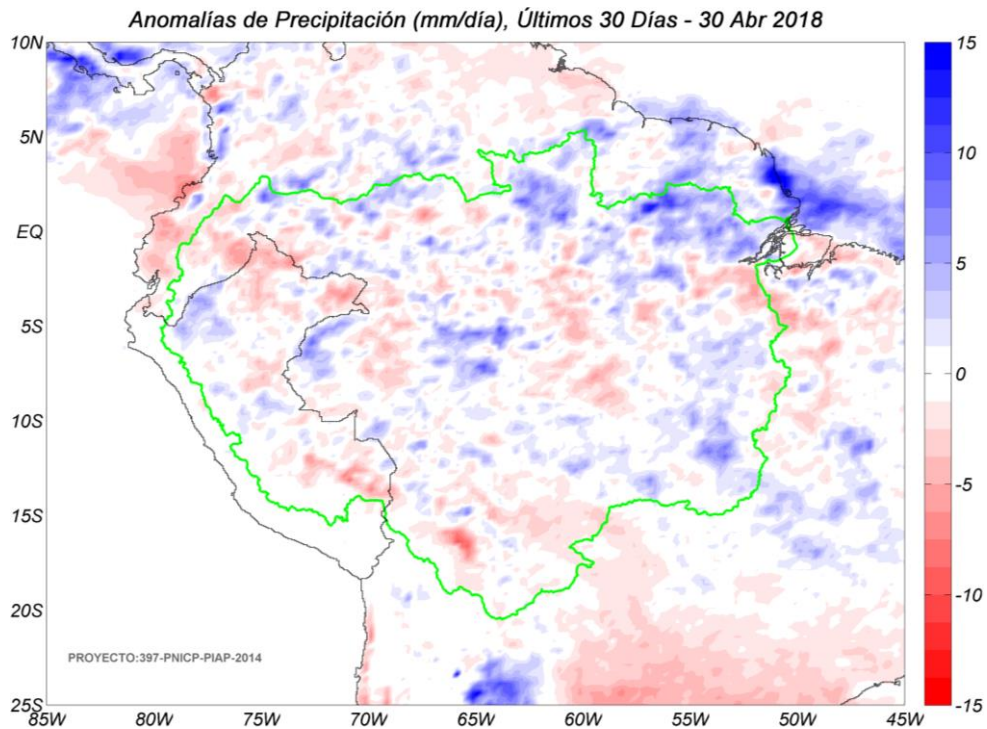 Anomalías de Precipitación (mm/día), Últimos 30 Días - 30 Abr 2018
10N
5N
EQ
5S
10S
15S
20S
25S
PROYECTO:397-PNICP-PIAP-2014
85W 80W 75W 70W 65W 60W 55W 50W 45W
15
10
5
0
-5
-10
-15